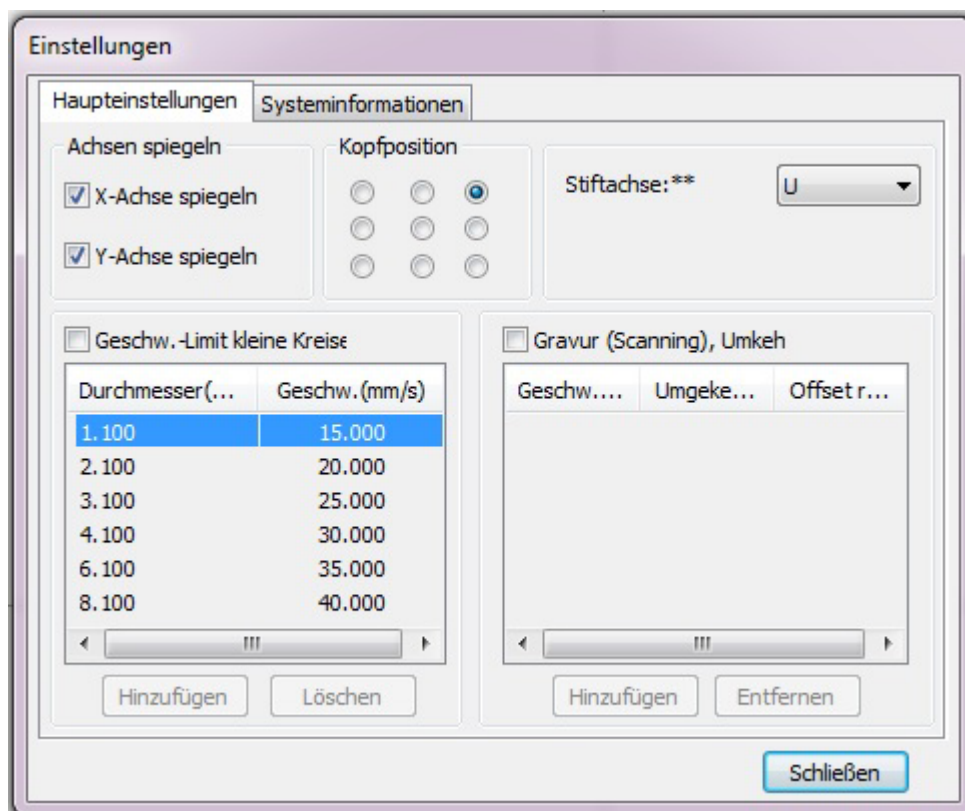 Einstellungen
Haupteinstellungen Systeminformationen
Achsen spiegeln
X-Achse spiegeln
Y-Achse spiegeln
Kopfposition
Stiftachse:** U
Geschw.-Limit kleine Kreise
Durchmesser(... Geschw.(mm/s)
1.100 15.000
2.100 20.000
3.100 25.000
4.100 30.000
6.100 35.000
8.100 40.000
Hinzufügen Löschen
Gravur (Scanning), Umkeh
Geschw.... Umgeke... Offset r...
Hinzufügen Entfernen
Schließen